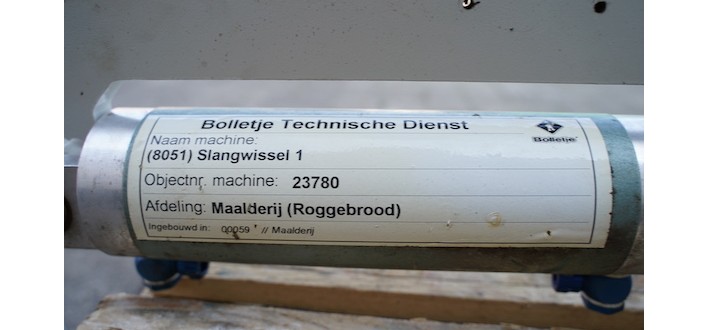 Bolletje Technische Dienst
Bolletje
Naam machine:
(8051) Slangwissel 1
Objectnr. machine: 23780
Afdeling: Maalderij (Roggebrood)
Ingebouwd in: 00059 // Maalderij